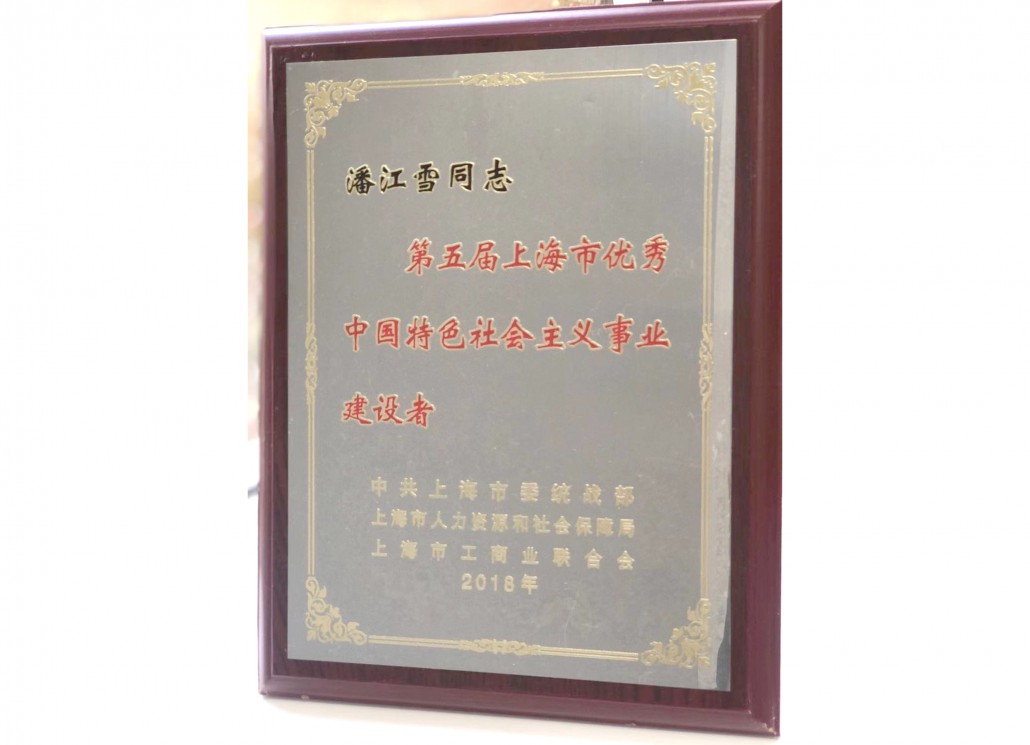 潘江雪同志
第五届上海市优秀
中国特色社会主义事业
建设者
中共上海市委统战部
上海市人力资源和社会保障局
上海市工商业联合会
2018年